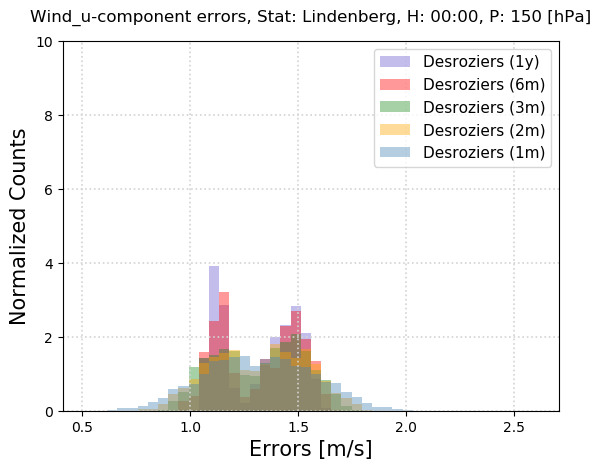 Wind_u-component errors, Stat: Lindenberg, H: 00:00, P: 150 [hPa]
10
8
6
4
2
0
Normalized Counts
Desroziers (1y)
Desroziers (6m)
Desroziers (3m)
Desroziers (2m)
Desroziers (1m)
0.5 1.0 1.5 2.0 2.5
Errors [m/s]